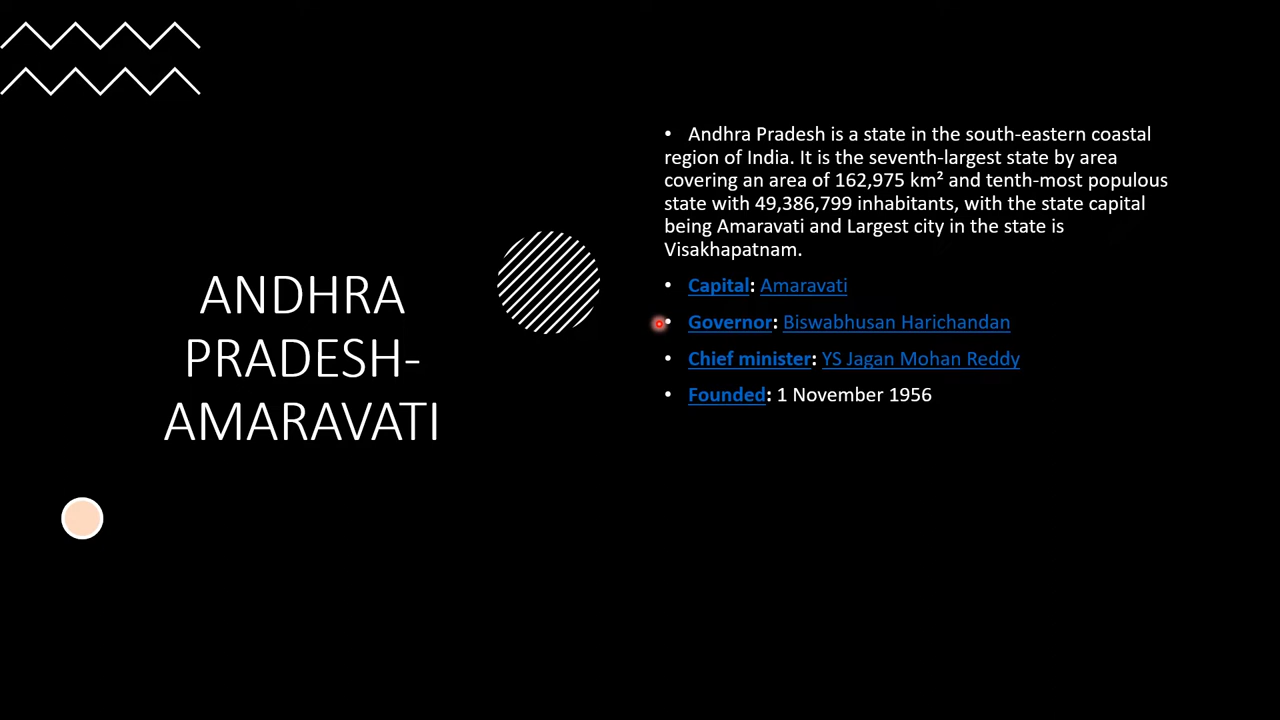 ANDHRA
PRADESH-
AMARAVATI
• Andhra Pradesh is a state in the south-eastern coastal
region of India. It is the seventh-largest state by area
covering an area of 162,975 km² and tenth-most populous
state with 49,386,799 inhabitants, with the state capital
being Amaravati and Largest city in the state is
Visakhapatnam.
• Capital: Amaravati
• Governor: Biswabhusan Harichandan
• Chief minister: YS Jagan Mohan Reddy
• Founded: 1 November 1956